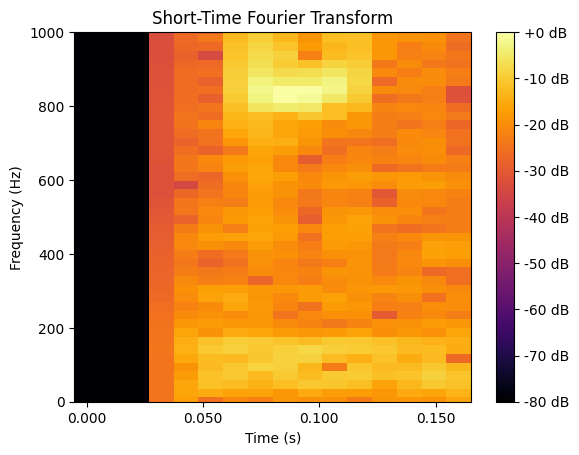 Short-Time Fourier Transform
1000
800
600
400
200
0
Frequency (Hz)
0.000
0.050
0.100
0.150
Time (s)
+0 dB
-10 dB
-20 dB
-30 dB
-40 dB
-50 dB
-60 dB
-70 dB
-80 dB